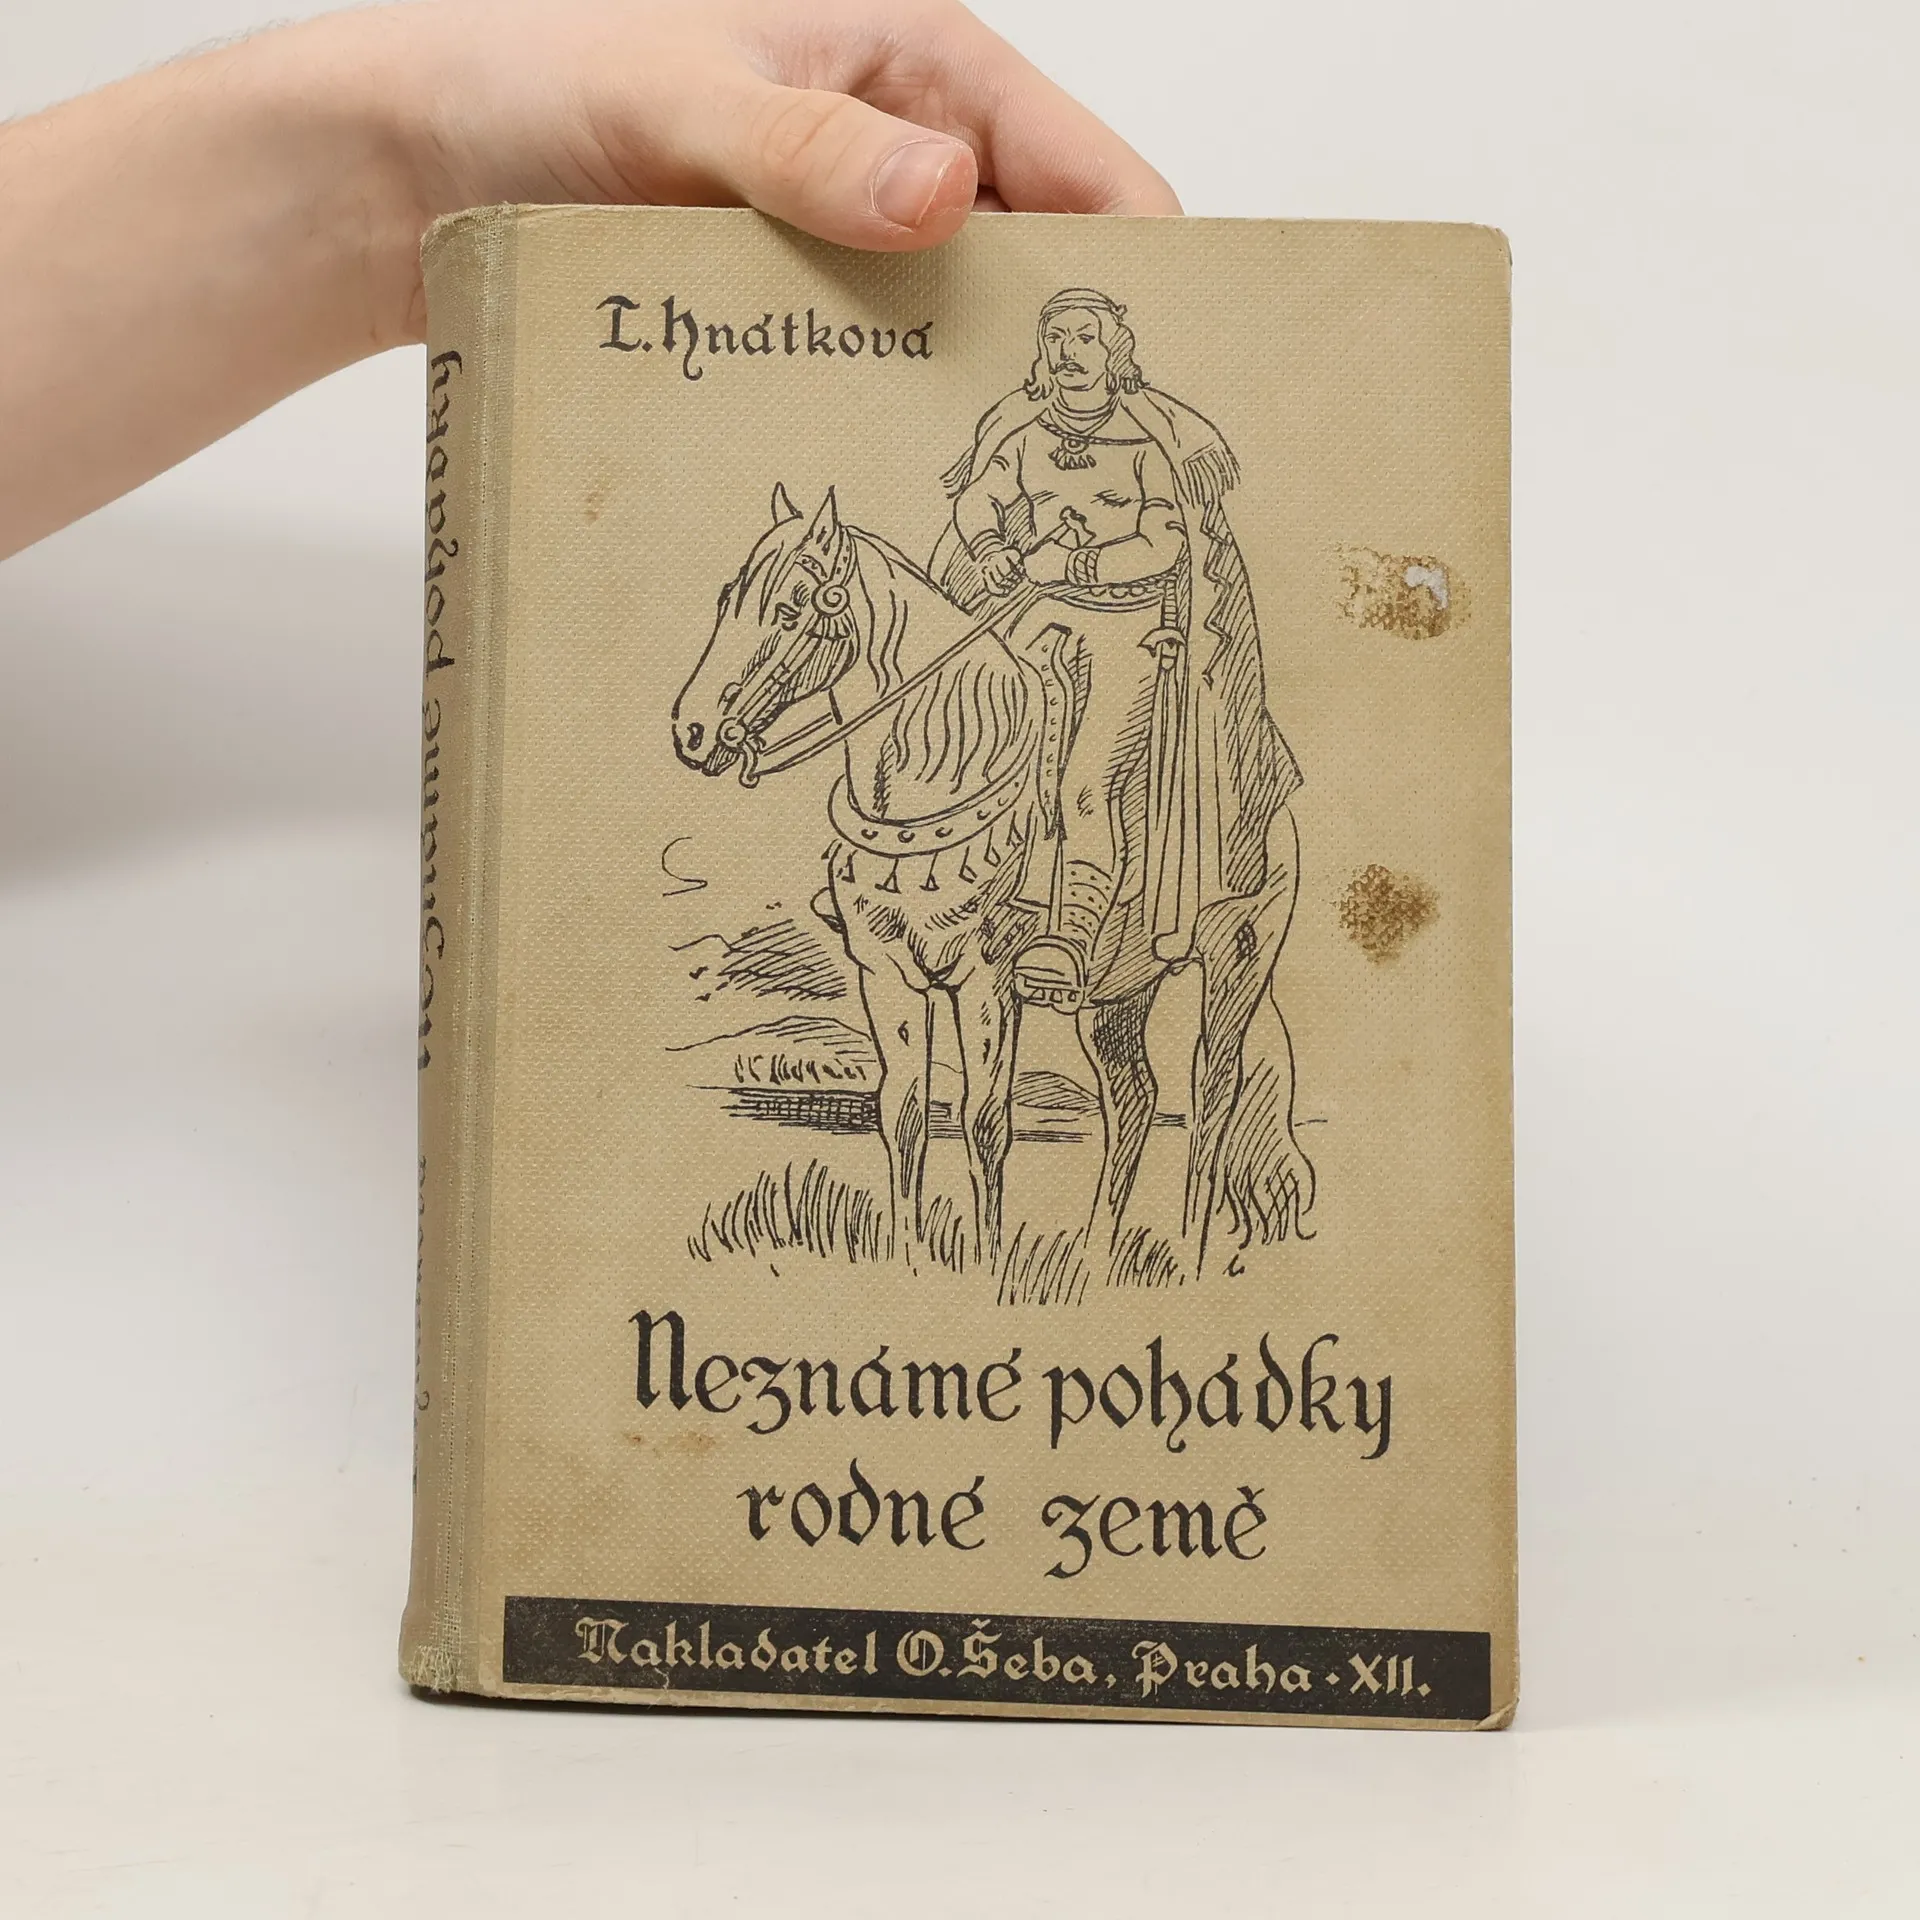 L. Hnátková
Neznámé pohádky
rodné země
Nakladatel O. Šeba, Praha • XII.
Neznámé pohádky